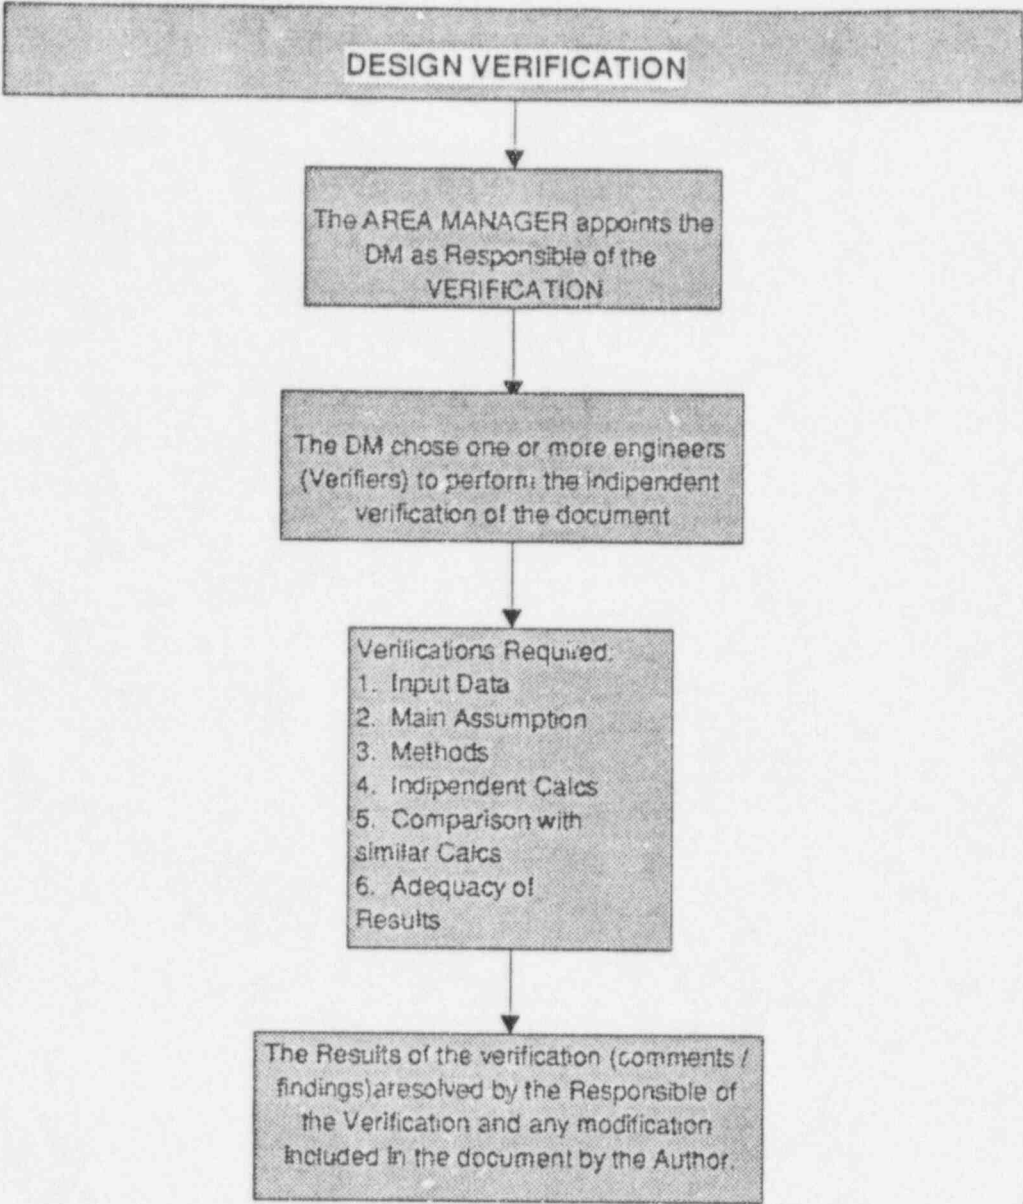 DESIGN VERIFICATION
The AREA MANAGER appoints the
DM as Responsible of the
VERIFICATION
The DM chose one or more engineers
(Verifiers) to perform the indipendent
verification of the document
Verifications Required:
1. Input Data
2. Main Assumption
3. Methods
4. Indipendent Calcs
5. Comparison with
similar Calcs
6. Adequacy of
Results
The Results of the verification (comments /
findings)aresolved by the Responsible of
the Verification and any modification
included in the document by the Author.